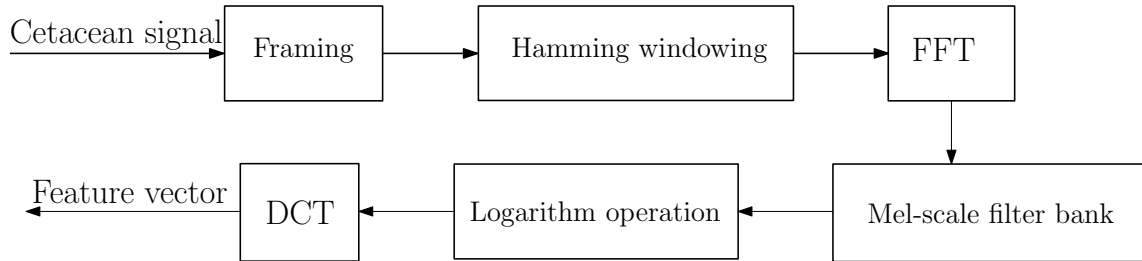 Cetacean signal
Framing
Hamming windowing
FFT
Mel-scale filter bank
Logarithm operation
DCT
Feature vector